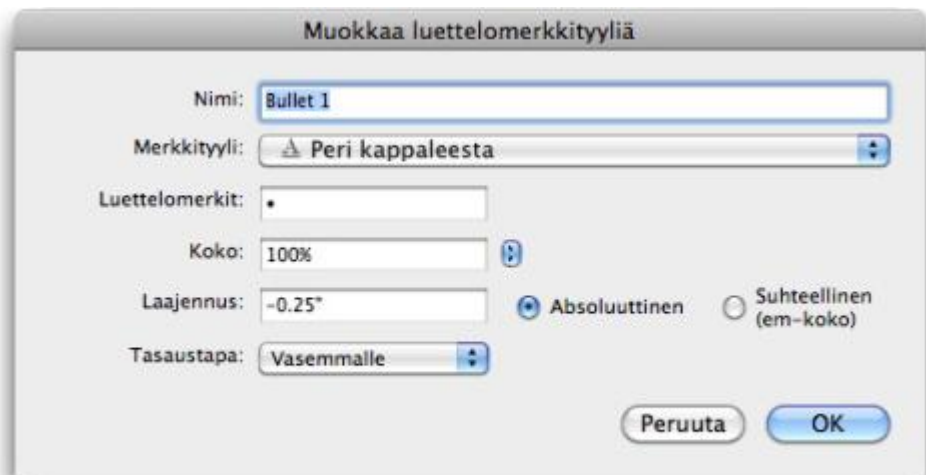 Muokkaa luettelomerkkityyliä
Nimi: Bullet 1
Merkkityyli: A Peri kappaleesta
Luettelomerkit: •
Koko: 100%
Laajennus: -0.25" Absoluuttinen Suhteellinen
(em-koko)
Tasaustapa: Vasemmalle
Peruuta OK